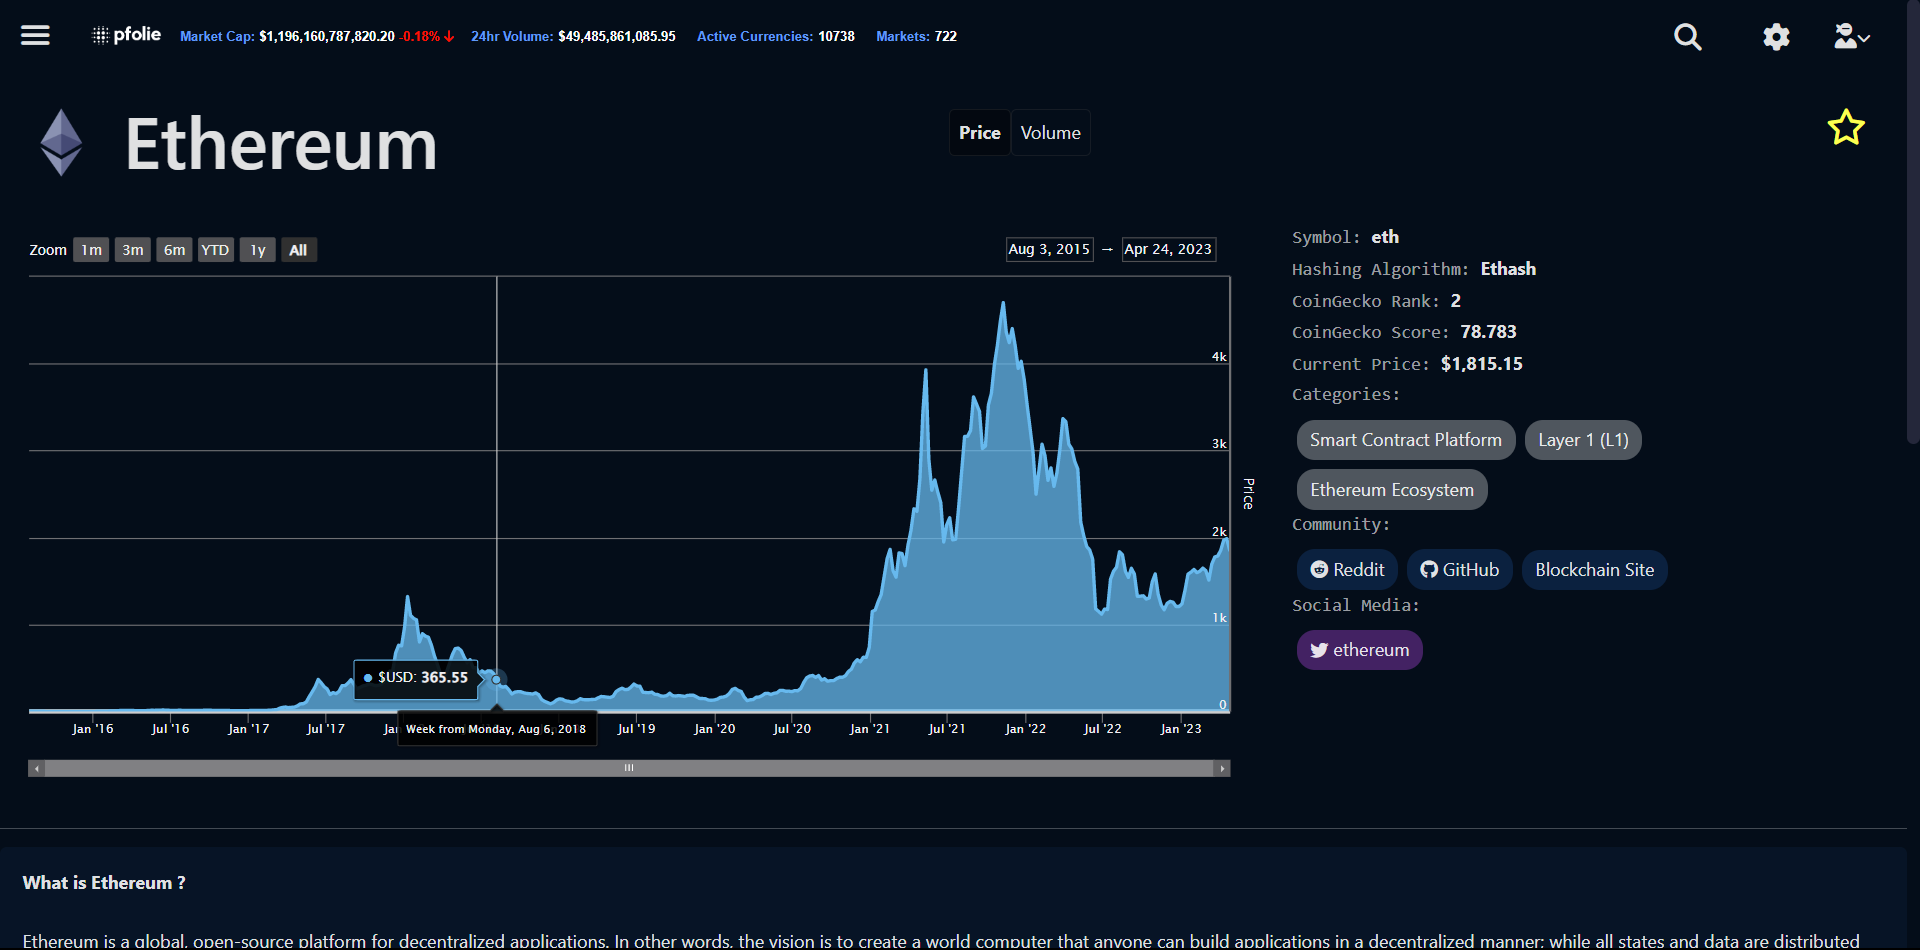 pfolie Market Cap: $1,196,160,787,820.20 -0.18% 24hr Volume: $49,485,861,085.95 Active Currencies: 10738 Markets: 722
Ethereum
Price Volume
Zoom 1m 3m 6m YTD 1y All
Aug 3, 2015 → Apr 24, 2023
4k
3k
2k
1k
0
Price
$USD: 365.55
Jan '16 Jul '16 Jan '17 Jul '17 Jan Week from Monday, Aug 6, 2018 Jul '19 Jan '20 Jul '20 Jan '21 Jul '21 Jan '22 Jul '22 Jan '23
Symbol: eth
Hashing Algorithm: Ethash
CoinGecko Rank: 2
CoinGecko Score: 78.783
Current Price: $1,815.15
Categories:
Smart Contract Platform Layer 1 (L1)
Ethereum Ecosystem
Community:
Reddit GitHub Blockchain Site
Social Media:
ethereum
What is Ethereum ?
Ethereum is a global, open-source platform for decentralized applications. In other words, the vision is to create a world computer that anyone can build applications in a decentralized manner; while all states and data are distributed